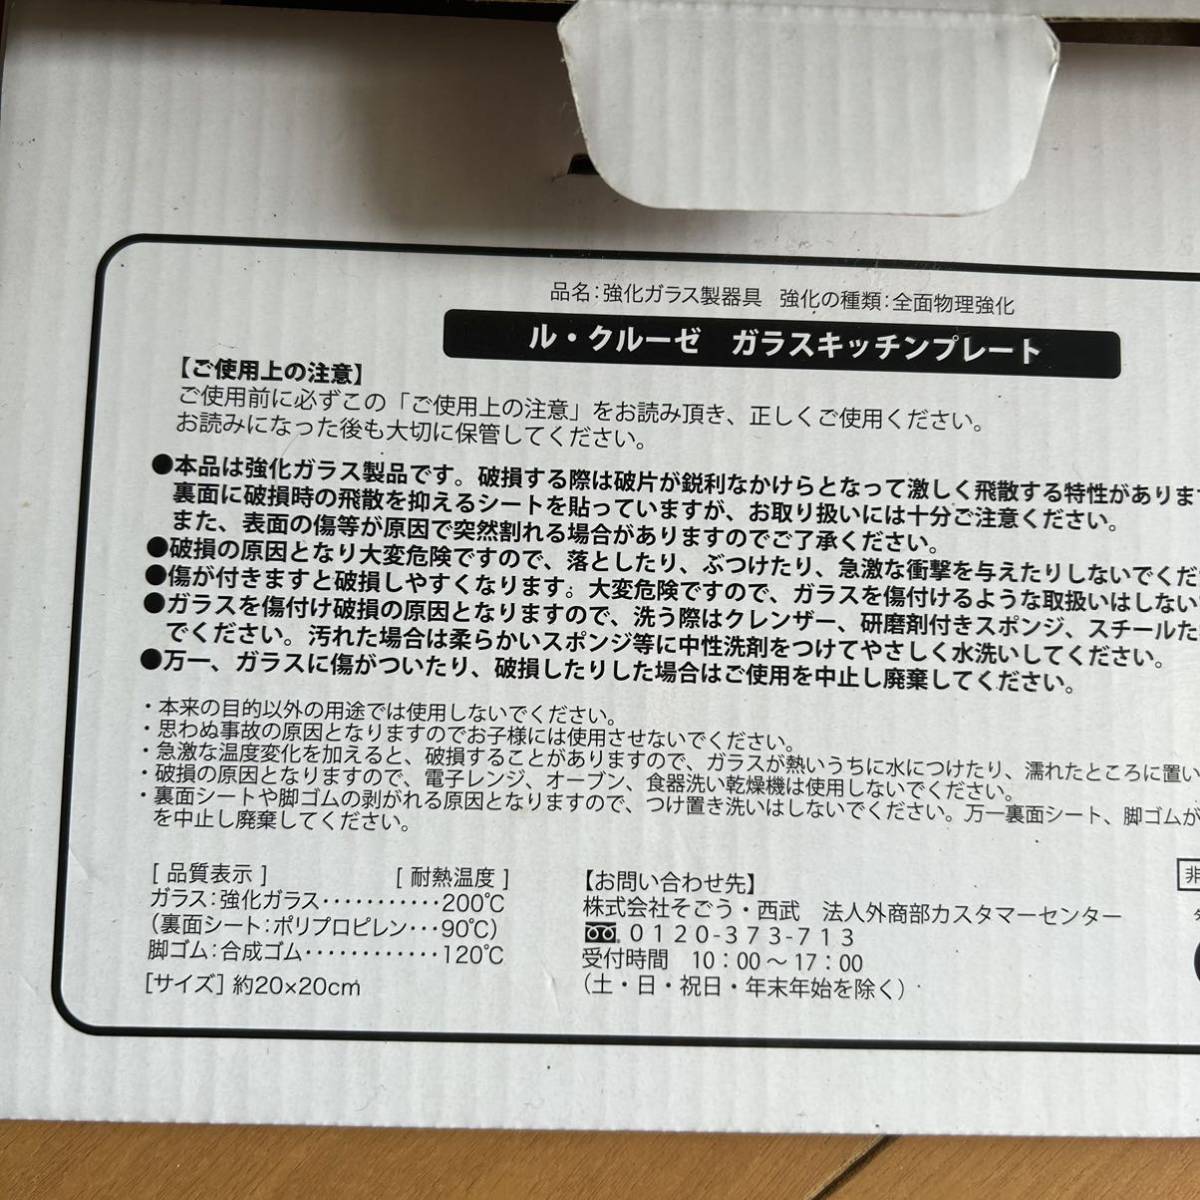 品名:強化ガラス製器具 強化の種類:全面物理強化
ル・クルーゼ ガラスキッチンプレート
【ご使用上の注意】
ご使用前に必ずこの「ご使用上の注意」をお読み頂き、正しくご使用ください。
お読みになった後も大切に保管してください。
●本品は強化ガラス製品です。破損する際は破片が鋭利なかけらとなって激しく飛散する特性があります
裏面に破損時の飛散を抑えるシートを貼っていますが、お取り扱いには十分ご注意ください。
また、表面の傷等が原因で突然割れる場合がありますのでご了承ください。
●破損の原因となり大変危険ですので、落としたり、ぶつけたり、急激な衝撃を与えたりしないでくだ
●傷が付きますと破損しやすくなります。大変危険ですので、ガラスを傷付けるような取扱いはしない
●ガラスを傷付け破損の原因となりますので、洗う際はクレンザー、研磨剤付きスポンジ、スチールた
でください。汚れた場合は柔らかいスポンジ等に中性洗剤をつけてやさしく水洗いしてください。
●万一、ガラスに傷がついたり、破損したりした場合はご使用を中止し廃棄してください。
・本来の目的以外の用途では使用しないでください。
・思わぬ事故の原因となりますのでお子様には使用させないでください。
・急激な温度変化を加えると、破損することがありますので、ガラスが熱いうちに水につけたり、濡れたところに置い
・破損の原因となりますので、電子レンジ、オーブン、食器洗い乾燥機は使用しないでください。
・裏面シートや脚ゴムの剥がれる原因となりますので、つけ置き洗いはしないでください。万一裏面シート、脚ゴムが
を中止し廃棄してください。
[品質表示] [耐熱温度]
ガラス:強化ガラス・・・・・・・・・・・200℃
(裏面シート:ポリプロピレン・・・90℃)
脚ゴム:合成ゴム・・・・・・・・・・・・120℃
[サイズ]約20×20cm
【お問い合わせ先】
株式会社そごう・西武 法人外商部カスタマーセンター
0120-373-713
受付時間 10:00～17:00
(土・日・祝日・年末年始を除く)
非